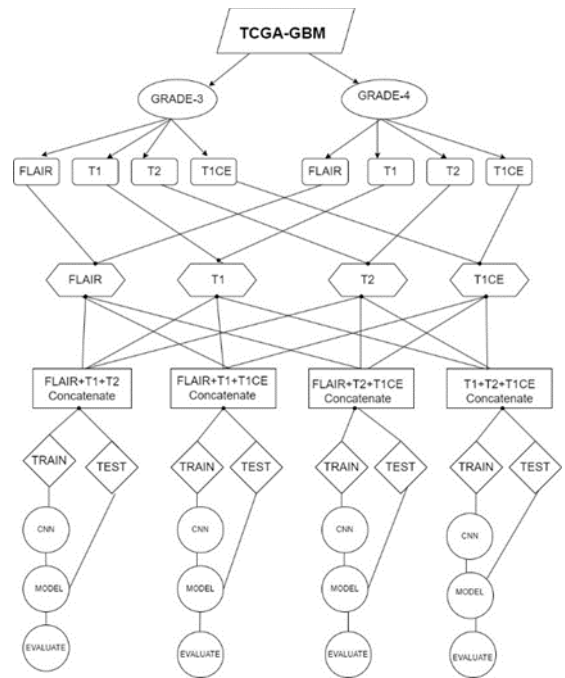 TCGA-GBM
GRADE-3
GRADE-4
FLAIR
T1
T2
T1CE
FLAIR
T1
T2
T1CE
FLAIR
T1
T2
T1CE
FLAIR+T1+T2
Concatenate
FLAIR+T1+T1CE
Concatenate
FLAIR+T2+T1CE
Concatenate
T1+T2+T1CE
Concatenate
TRAIN
TEST
TRAIN
TEST
TRAIN
TEST
TRAIN
TEST
CNN
CNN
CNN
CNN
MODEL
MODEL
MODEL
MODEL
EVALUATE
EVALUATE
EVALUATE
EVALUATE